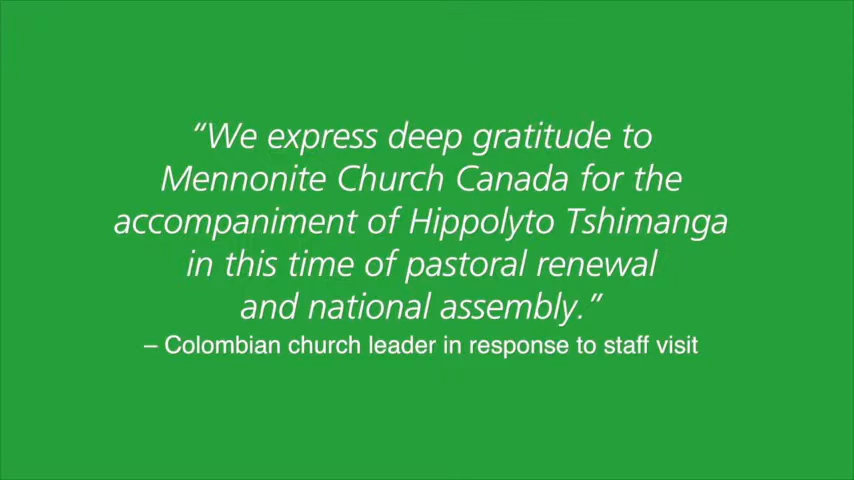 “We express deep gratitude to
Mennonite Church Canada for the
accompaniment of Hippolyto Tshimanga
in this time of pastoral renewal
and national assembly.”
– Colombian church leader in response to staff visit